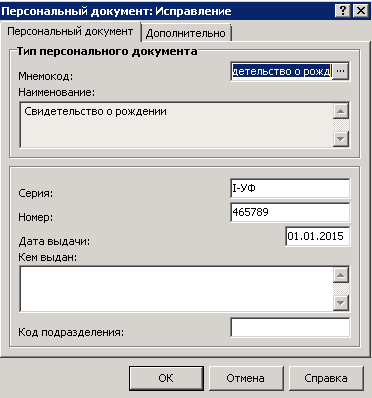 Персональный документ: Исправление
Персональный документ Дополнительно
Тип персонального документа
Мнемокод: детельство о рожд ...
Наименование:
Свидетельство о рождении
Серия: I-УФ
Номер: 465789
Дата выдачи: 01.01.2015
Кем выдан:
Код подразделения:
OK Отмена Справка